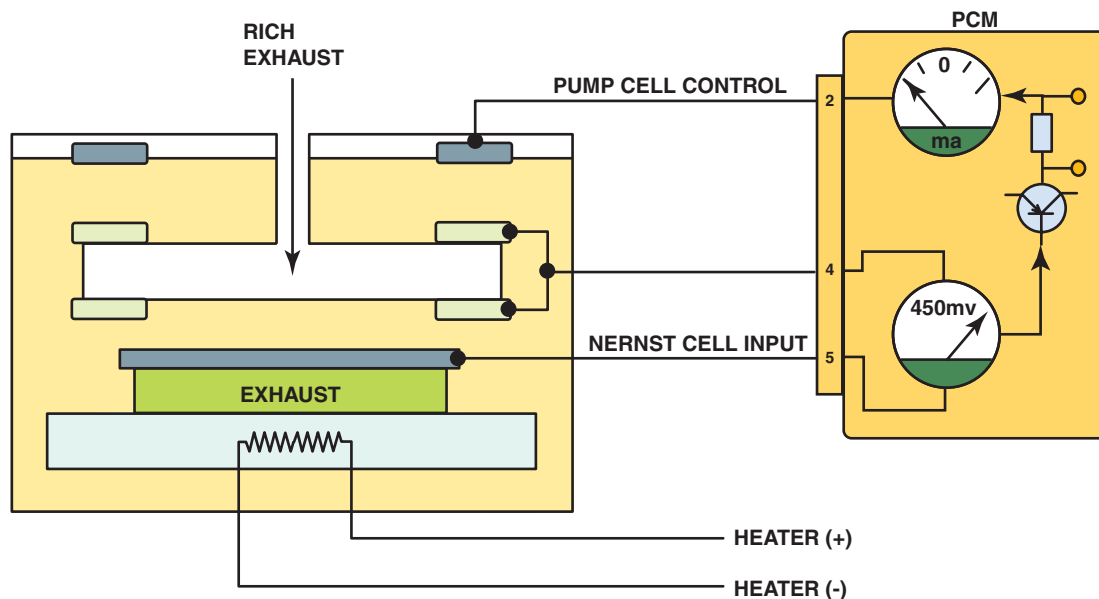 RICH
EXHAUST
PCM
PUMP CELL CONTROL
2
0
ma
4
450mv
NERNST CELL INPUT
5
EXHAUST
HEATER (+)
HEATER (-)